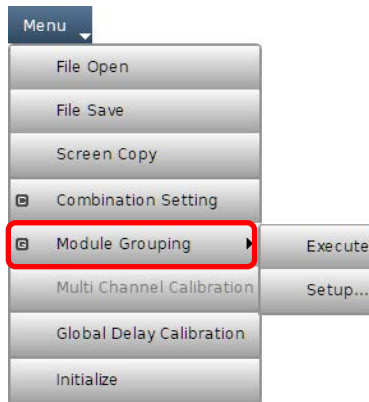 Menu
File Open
File Save
Screen Copy
C Combination Setting
G Module Grouping
Execute
Multi Channel Calibration
Setup...
Global Delay Calibration
Initialize